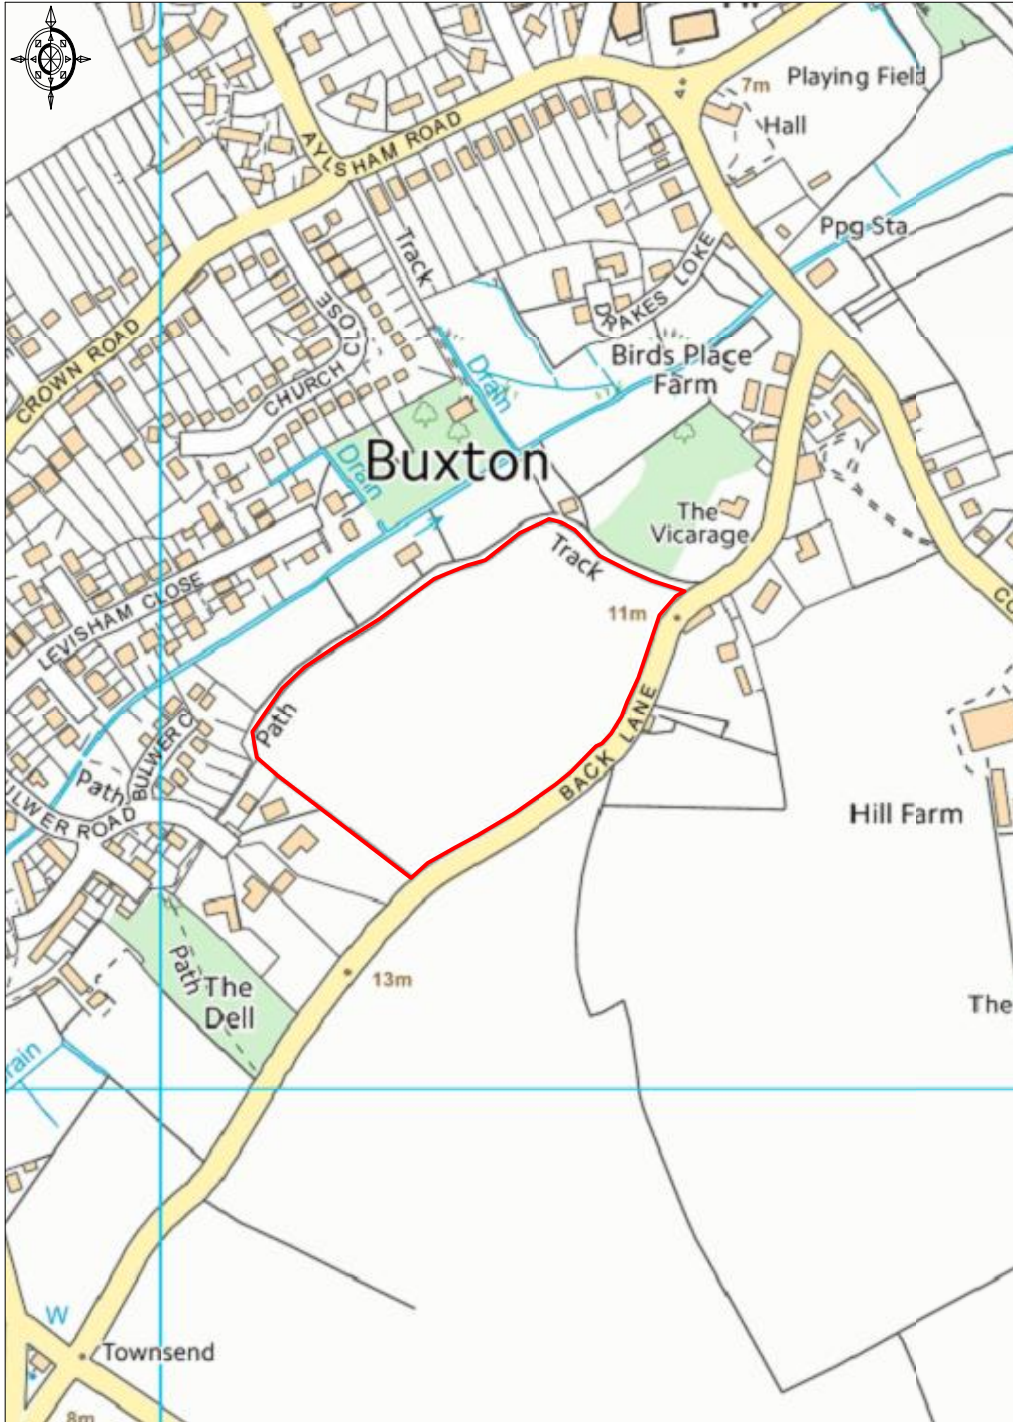 Playing Field
7m
Hall
AYLSHAM ROAD
Ppg Sta
Track
DRAKES LOKE
CROWN ROAD
CHURCH CLOSE
Birds Place
Farm
Drain
Drain
Buxton
The
Vicarage
Track
11m
LEVISHAM CLOSE
Path
BACK LANE
BULWER C
Path
ULWER ROAD
Hill Farm
Path
The
Dell
13m
The
rain
W
Townsend
8m